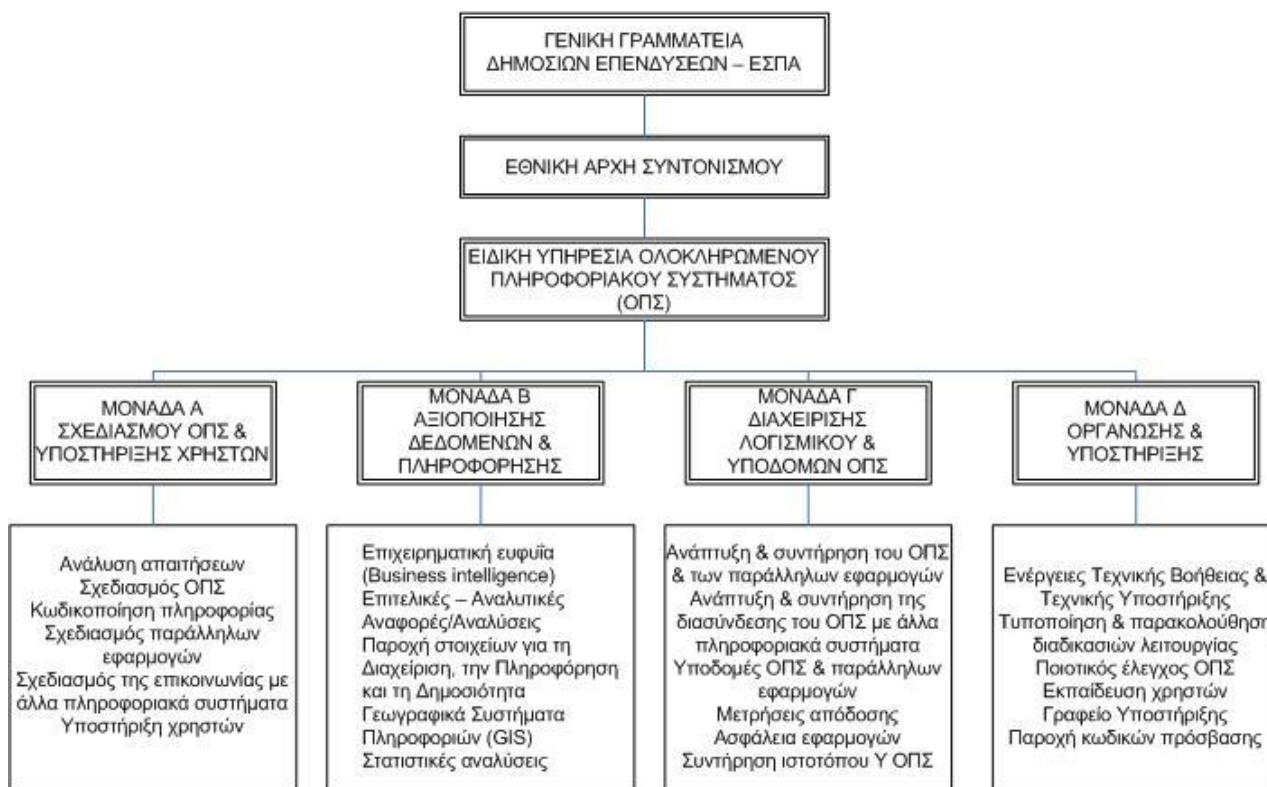 ΓΕΝΙΚΗ ΓΡΑΜΜΑΤΕΙΑ
ΔΗΜΟΣΙΩΝ ΕΠΕΝΔΥΣΕΩΝ – ΕΣΠΑ
ΕΘΝΙΚΗ ΑΡΧΗ ΣΥΝΤΟΝΙΣΜΟΥ
ΕΙΔΙΚΗ ΥΠΗΡΕΣΙΑ ΟΛΟΚΛΗΡΩΜΕΝΟΥ
ΠΛΗΡΟΦΟΡΙΑΚΟΥ ΣΥΣΤΗΜΑΤΟΣ
(ΟΠΣ)
ΜΟΝΑΔΑ Α
ΣΧΕΔΙΑΣΜΟΥ ΟΠΣ &
ΥΠΟΣΤΗΡΙΞΗΣ ΧΡΗΣΤΩΝ
ΜΟΝΑΔΑ Β
ΑΞΙΟΠΟΙΗΣΗΣ
ΔΕΔΟΜΕΝΩΝ &
ΠΛΗΡΟΦΟΡΗΣΗΣ
ΜΟΝΑΔΑ Γ
ΔΙΑΧΕΙΡΙΣΗΣ
ΛΟΓΙΣΜΙΚΟΥ &
ΥΠΟΔΟΜΩΝ ΟΠΣ
ΜΟΝΑΔΑ Δ
ΟΡΓΑΝΩΣΗΣ &
ΥΠΟΣΤΗΡΙΞΗΣ
Ανάλυση απαιτήσεων
Σχεδιασμός ΟΠΣ
Κωδικοποίηση πληροφορίας
Σχεδιασμός παράλληλων
εφαρμογών
Σχεδιασμός της επικοινωνίας με
άλλα πληροφοριακά συστήματα
Υποστήριξη χρηστών
Επιχειρηματική ευφυΐα
(Business intelligence)
Επιτελικές – Αναλυτικές
Αναφορές/Αναλύσεις
Παροχή στοιχείων για τη
Διαχείριση, την Πληροφόρηση
και τη Δημοσιότητα
Γεωγραφικά Συστήματα
Πληροφοριών (GIS)
Στατιστικές αναλύσεις
Ανάπτυξη & συντήρηση του ΟΠΣ
& των παράλληλων εφαρμογών
Ανάπτυξη & συντήρηση της
διασύνδεσης του ΟΠΣ με άλλα
πληροφοριακά συστήματα
Υποδομές ΟΠΣ & παράλληλων
εφαρμογών
Μετρήσεις απόδοσης
Ασφάλεια εφαρμογών
Συντήρηση ιστοτόπου Υ ΟΠΣ
Ενέργειες Τεχνικής Βοήθειας &
Τεχνικής Υποστήριξης
Τυποποίηση & παρακολούθηση
διαδικασιών λειτουργίας
Ποιοτικός έλεγχος ΟΠΣ
Εκπαίδευση χρηστών
Γραφείο Υποστήριξης
Παροχή κωδικών πρόσβασης